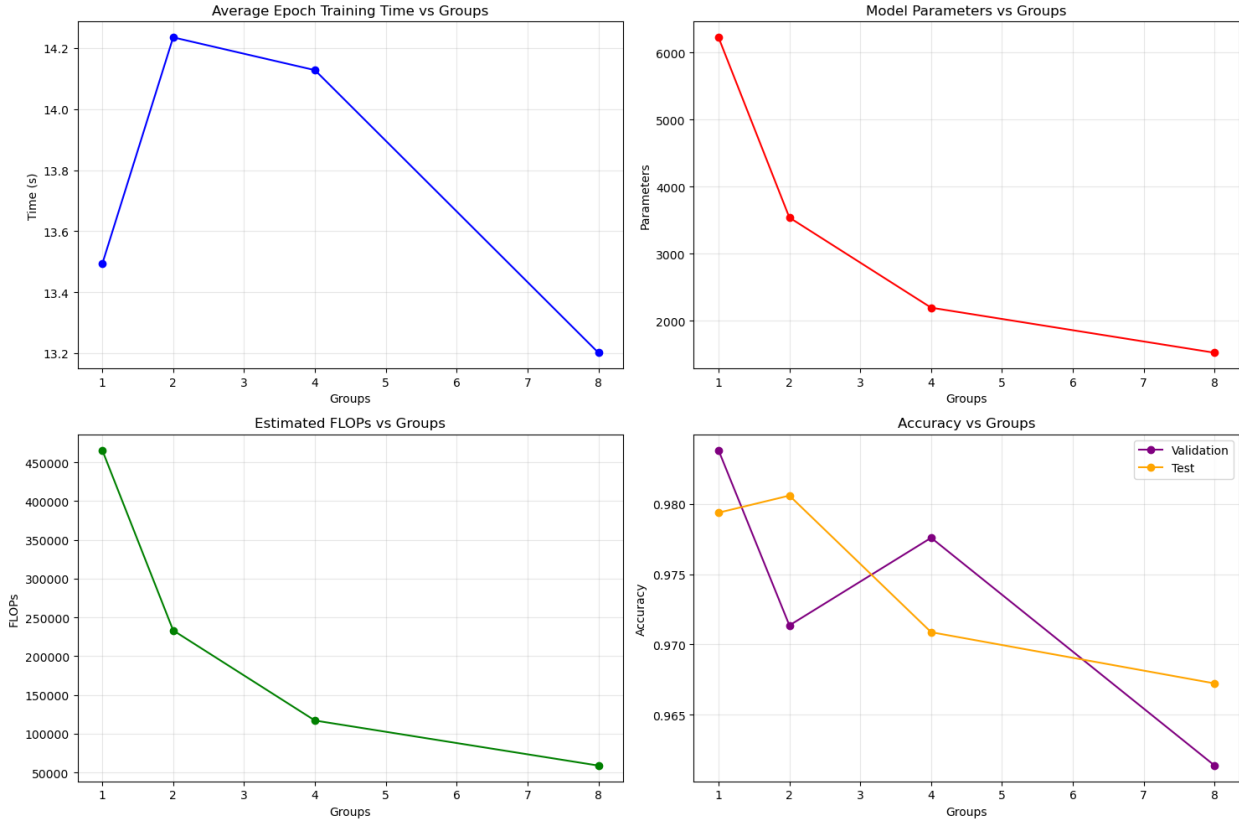 Average Epoch Training Time vs Groups
14.2
14.0
13.8
13.6
13.4
13.2
Time (s)
1 2 3 4 5 6 7 8
Groups
Model Parameters vs Groups
6000
5000
4000
3000
2000
Parameters
1 2 3 4 5 6 7 8
Groups
Estimated FLOPs vs Groups
450000
400000
350000
300000
250000
200000
150000
100000
50000
FLOPs
1 2 3 4 5 6 7 8
Groups
Accuracy vs Groups
Validation
Test
0.980
0.975
0.970
0.965
Accuracy
1 2 3 4 5 6 7 8
Groups